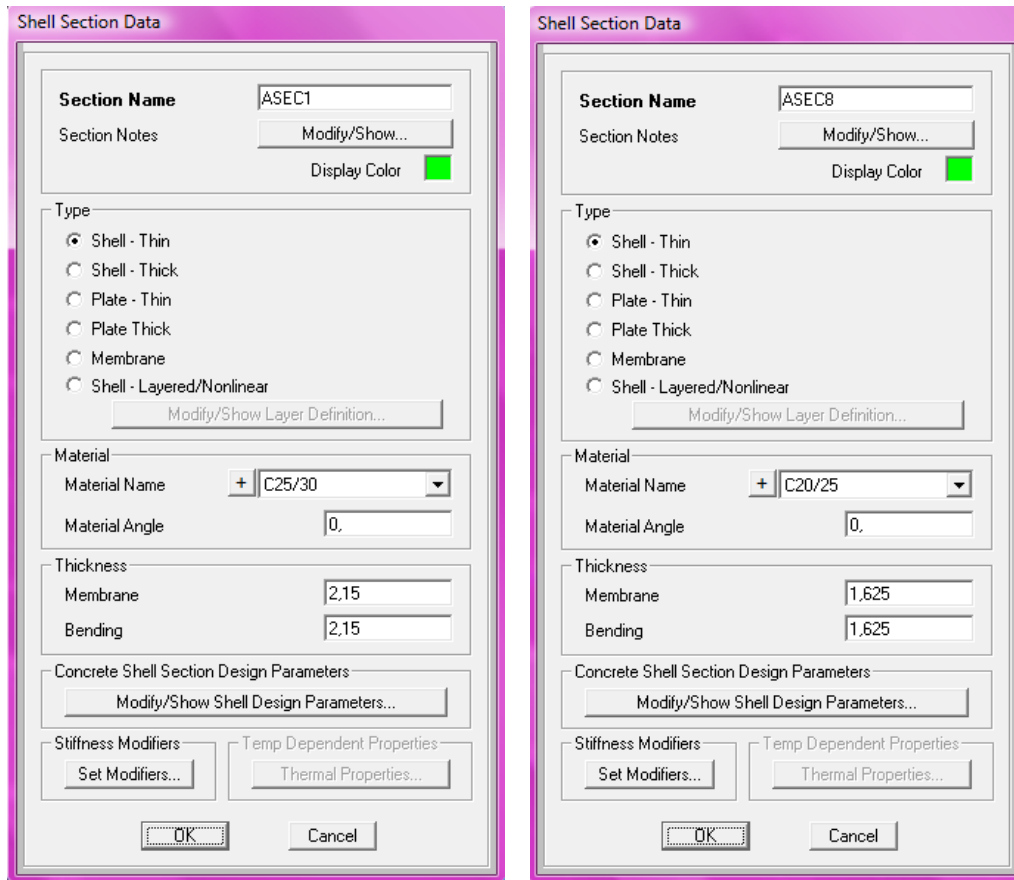 Shell Section Data
Section Name ASEC1
Section Notes Modify/Show...
Display Color
Type
Shell - Thin
Shell - Thick
Plate - Thin
Plate Thick
Membrane
Shell - Layered/Nonlinear
Modify/Show Layer Definition...
Material
Material Name + C25/30
Material Angle 0,
Thickness
Membrane 2,15
Bending 2,15
Concrete Shell Section Design Parameters
Modify/Show Shell Design Parameters...
Stiffness Modifiers Temp Dependent Properties
Set Modifiers... Thermal Properties...
OK Cancel
Shell Section Data
Section Name ASEC8
Section Notes Modify/Show...
Display Color
Type
Shell - Thin
Shell - Thick
Plate - Thin
Plate Thick
Membrane
Shell - Layered/Nonlinear
Modify/Show Layer Definition...
Material
Material Name + C20/25
Material Angle 0,
Thickness
Membrane 1,625
Bending 1,625
Concrete Shell Section Design Parameters
Modify/Show Shell Design Parameters...
Stiffness Modifiers Temp Dependent Properties
Set Modifiers... Thermal Properties...
OK Cancel